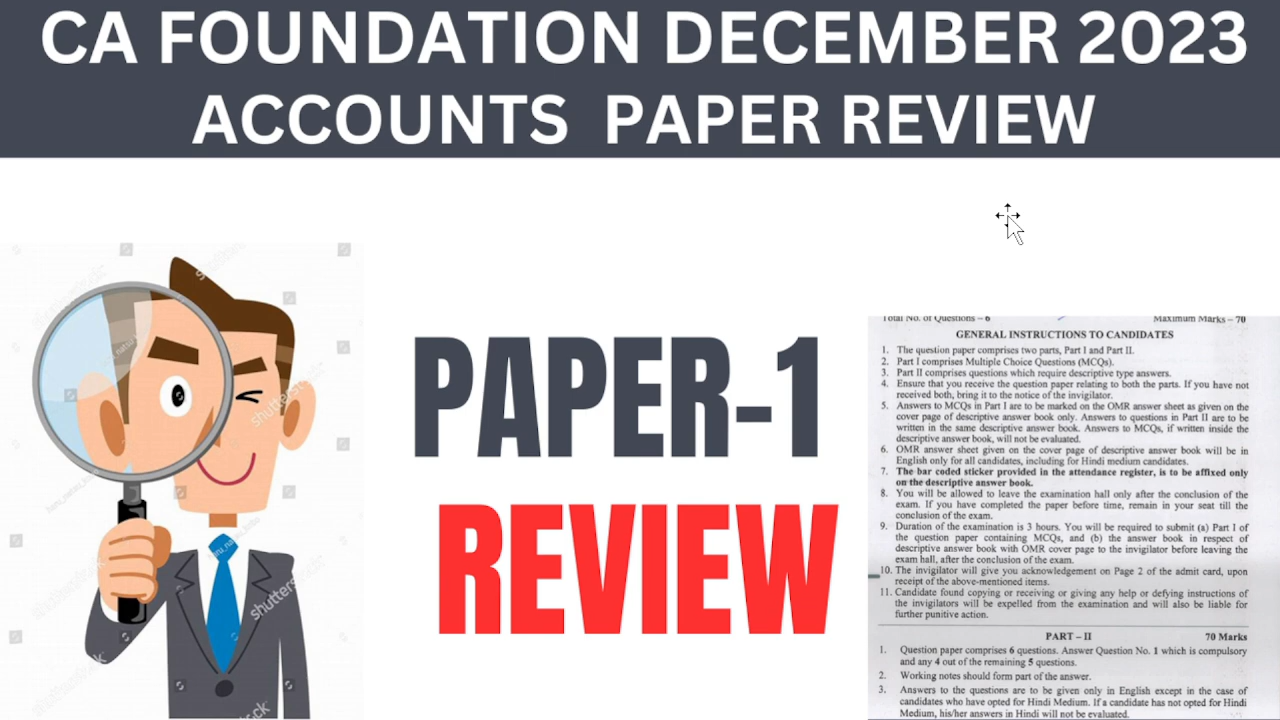 CA FOUNDATION DECEMBER 2023
ACCOUNTS PAPER REVIEW
PAPER-1
REVIEW
Total No. of Questions – 6 Maximum Marks – 70
GENERAL INSTRUCTIONS TO CANDIDATES
1. The question paper comprises two parts, Part I and Part II.
2. Part I comprises Multiple Choice Questions (MCQs).
3. Part II comprises questions which require descriptive type answers.
4. Ensure that you receive the question paper relating to both the parts. If you have not
received both, bring it to the notice of the invigilator.
5. Answers to MCQs in Part I are to be marked on the OMR answer sheet as given on the
cover page of descriptive answer book only. Answers to questions in Part II are to be
written in the same descriptive answer book. Answers to MCQs, if written inside the
descriptive answer book, will not be evaluated.
6. OMR answer sheet given on the cover page of descriptive answer book will be in
English only for all candidates, including for Hindi medium candidates.
7. The bar coded sticker provided in the attendance register, is to be affixed only
on the descriptive answer book.
8. You will be allowed to leave the examination hall only after the conclusion of the
exam. If you have completed the paper before time, remain in your seat till the
conclusion of the exam.
9. Duration of the examination is 3 hours. You will be required to submit (a) Part I of
the question paper containing MCQs, and (b) the answer book in respect of
descriptive answer book with OMR cover page to the invigilator before leaving the
exam hall, after the conclusion of the exam.
10. The invigilator will give you acknowledgement on Page 2 of the admit card, upon
receipt of the above-mentioned items.
11. Candidate found copying or receiving or giving any help or defying instructions of
the invigilators will be expelled from the examination and will also be liable for
further punitive action.
PART – II 70 Marks
1. Question paper comprises 6 questions. Answer Question No. 1 which is compulsory
and any 4 out of the remaining 5 questions.
2. Working notes should form part of the answer.
3. Answers to the questions are to be given only in English except in the case of
candidates who have opted for Hindi Medium. If a candidate has not opted for Hindi
Medium, his/her answers in Hindi will not be evaluated.
shutterstock